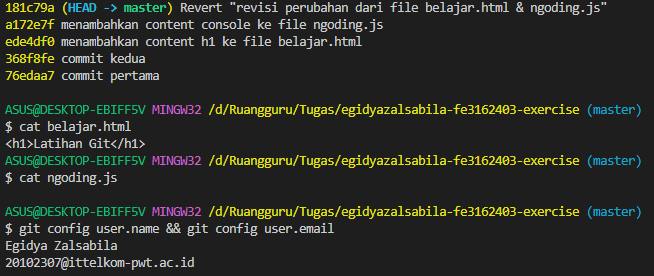 181c79a (HEAD -> master) Revert "revisi perubahan dari file belajar.html & ngoding.js"
a172e7f menambahkan content console ke file ngoding.js
ede4df0 menambahkan content h1 ke file belajar.html
368f8fe commit kedua
76edaa7 commit pertama
ASUS@DESKTOP-EBIFF5V MINGW32 /d/Ruangguru/Tugas/egidyazalsabila-fe3162403-exercise (master)
$ cat belajar.html
<h1>Latihan Git</h1>
ASUS@DESKTOP-EBIFF5V MINGW32 /d/Ruangguru/Tugas/egidyazalsabila-fe3162403-exercise (master)
$ cat ngoding.js
ASUS@DESKTOP-EBIFF5V MINGW32 /d/Ruangguru/Tugas/egidyazalsabila-fe3162403-exercise (master)
$ git config user.name && git config user.email
Egidya Zalsabila
20102307@ittelkom-pwt.ac.id